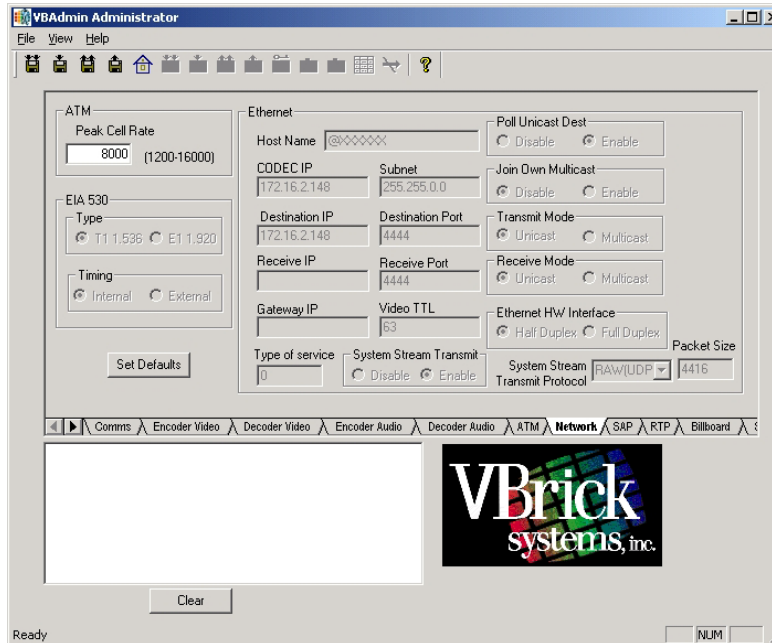 VBAdmin Administrator
File View Help
ATM
Peak Cell Rate
8000 (1200-16000)
EIA 530
Type
T1 1.536 E1 1.920
Timing
Internal External
Set Defaults
Ethernet
Host Name @XXXXXX
CODEC IP Subnet
172.16.2.148 255.255.0.0
Destination IP Destination Port
172.16.2.148 4444
Receive IP Receive Port
4444
Gateway IP Video TTL
63
Type of service
0
System Stream Transmit
Disable Enable
Poll Unicast Dest
Disable Enable
Join Own Multicast
Disable Enable
Transmit Mode
Unicast Multicast
Receive Mode
Unicast Multicast
Ethernet HW Interface
Half Duplex Full Duplex
System Stream
Transmit Protocol
RAW(UDP
Packet Size
4416
Comms Encoder Video Decoder Video Encoder Audio Decoder Audio ATM Network SAP RTP Billboard
VBrick
systems, inc.
Clear
Ready NUM